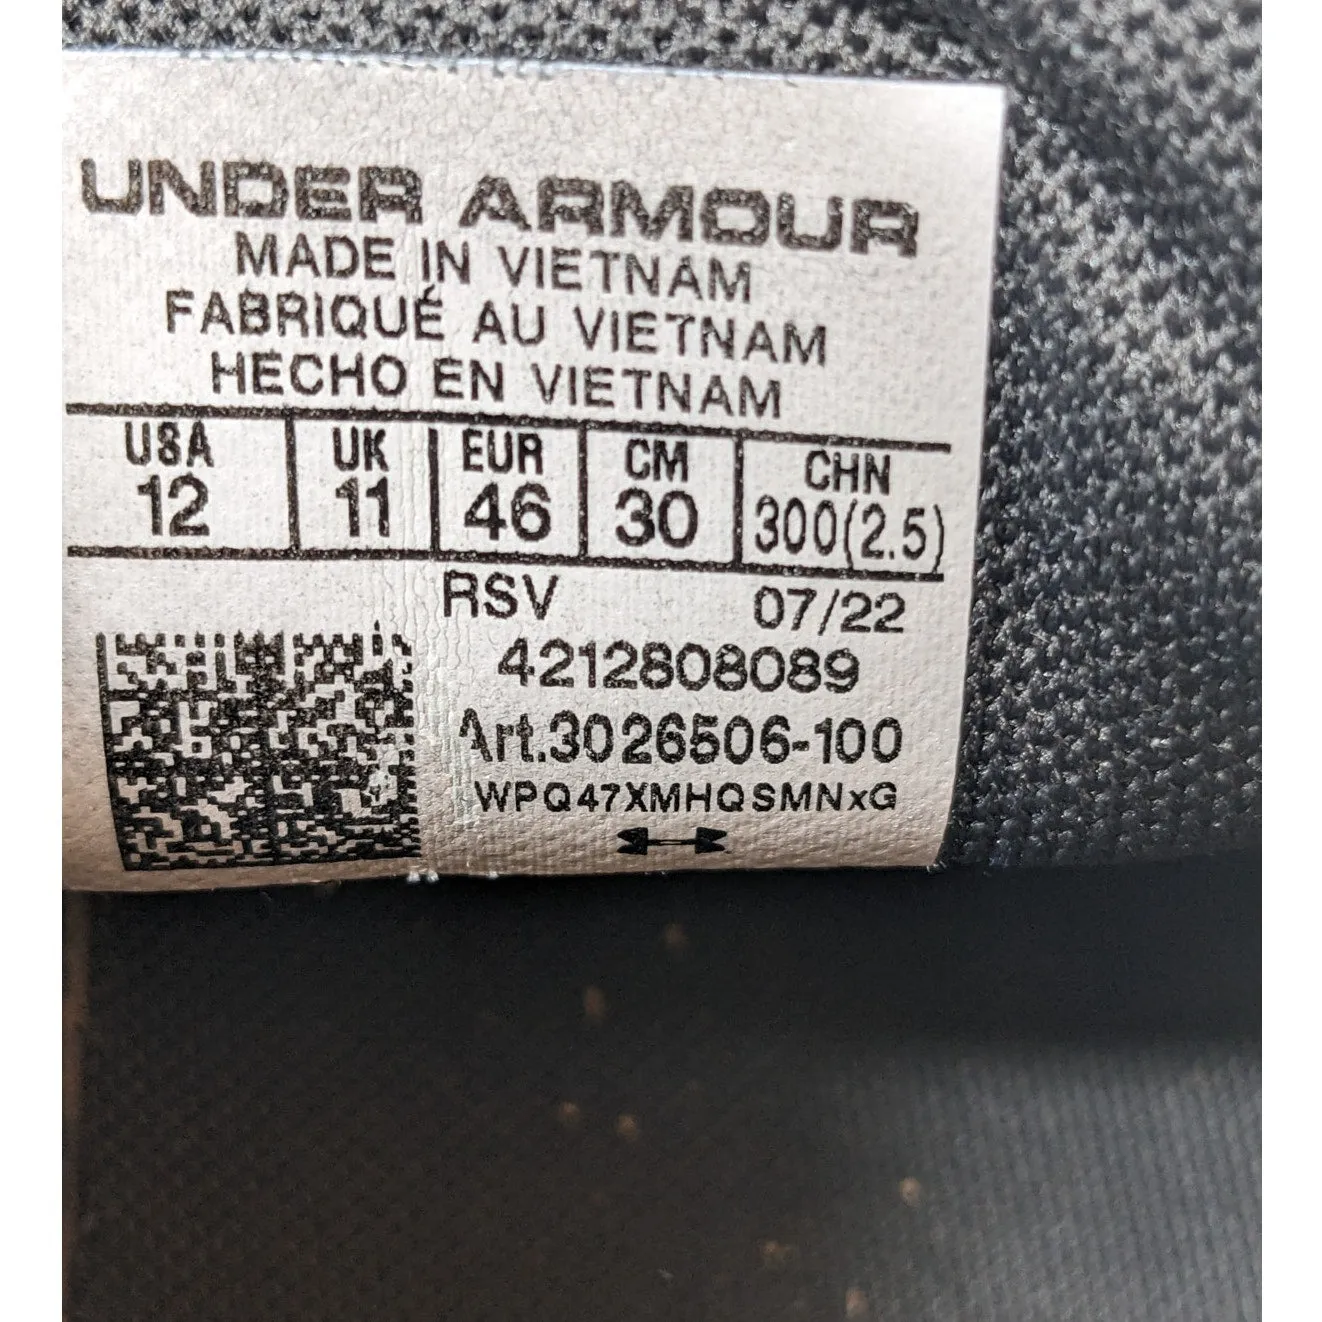 UNDER ARMOUR
MADE IN VIETNAM
FABRIQUÉ AU VIETNAM
HECHO EN VIETNAM
USA UK EUR CM CHN
12 11 46 30 300(2.5)
RSV 07/22
4212808089
Art.3026506-100
WPQ47XMHQSMNxG